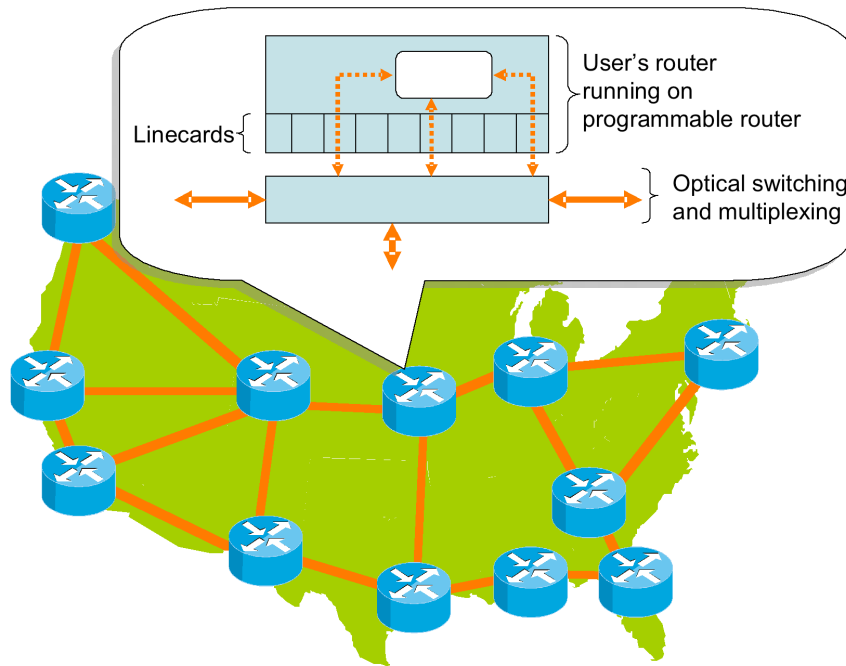 User’s router
running on
programmable router
Linecards
Optical switching
and multiplexing